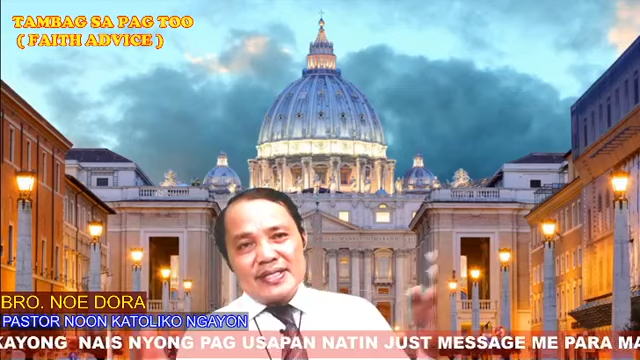 TAMBAG SA PAG TOO
( FAITH ADVICE )
BRO. NOE DORA
PASTOR NOON KATOLIKO NGAYON
KAYONG NAIS NYONG PAG USAPAN NATIN JUST MESSAGE ME PARA MA